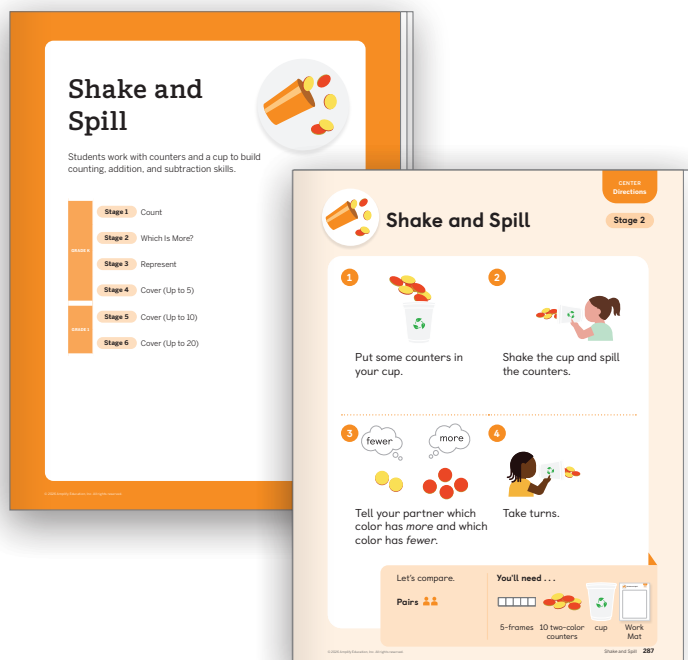 Shake and
Spill
Students work with counters and a cup to build
counting, addition, and subtraction skills.
Stage 1 Count
Stage 2 Which Is More?
Stage 3 Represent
Stage 4 Cover (Up to 5)
Stage 5 Cover (Up to 10)
Stage 6 Cover (Up to 20)
CENTER
Directions
Shake and Spill
Stage 2
1
2
Put some counters in
your cup.
Shake the cup and spill
the counters.
3
fewer
more
4
Tell your partner which
color has more and which
color has fewer.
Take turns.
Let's compare.
Pairs
You'll need . . .
5-frames
10 two-color
counters
cup
Work
Mat
Shake and Spill 287